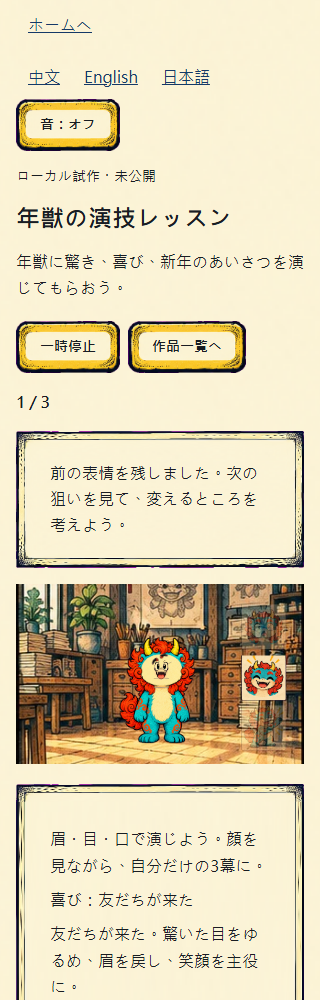 ホームへ
中文 English 日本語
音：オフ
ローカル試作・未公開
年獣の演技レッスン
年獣に驚き、喜び、新年のあいさつを演
じてもらおう。
一時停止 作品一覧へ
1 / 3
前の表情を残しました。次の
狙いを見て、変えるところを
考えよう。
眉・目・口で演じよう。顔を
見ながら、自分だけの3幕に。
喜び：友だちが来た
友だちが来た。驚いた目をゆ
るめ、眉を戻し、笑顔を主役
に。